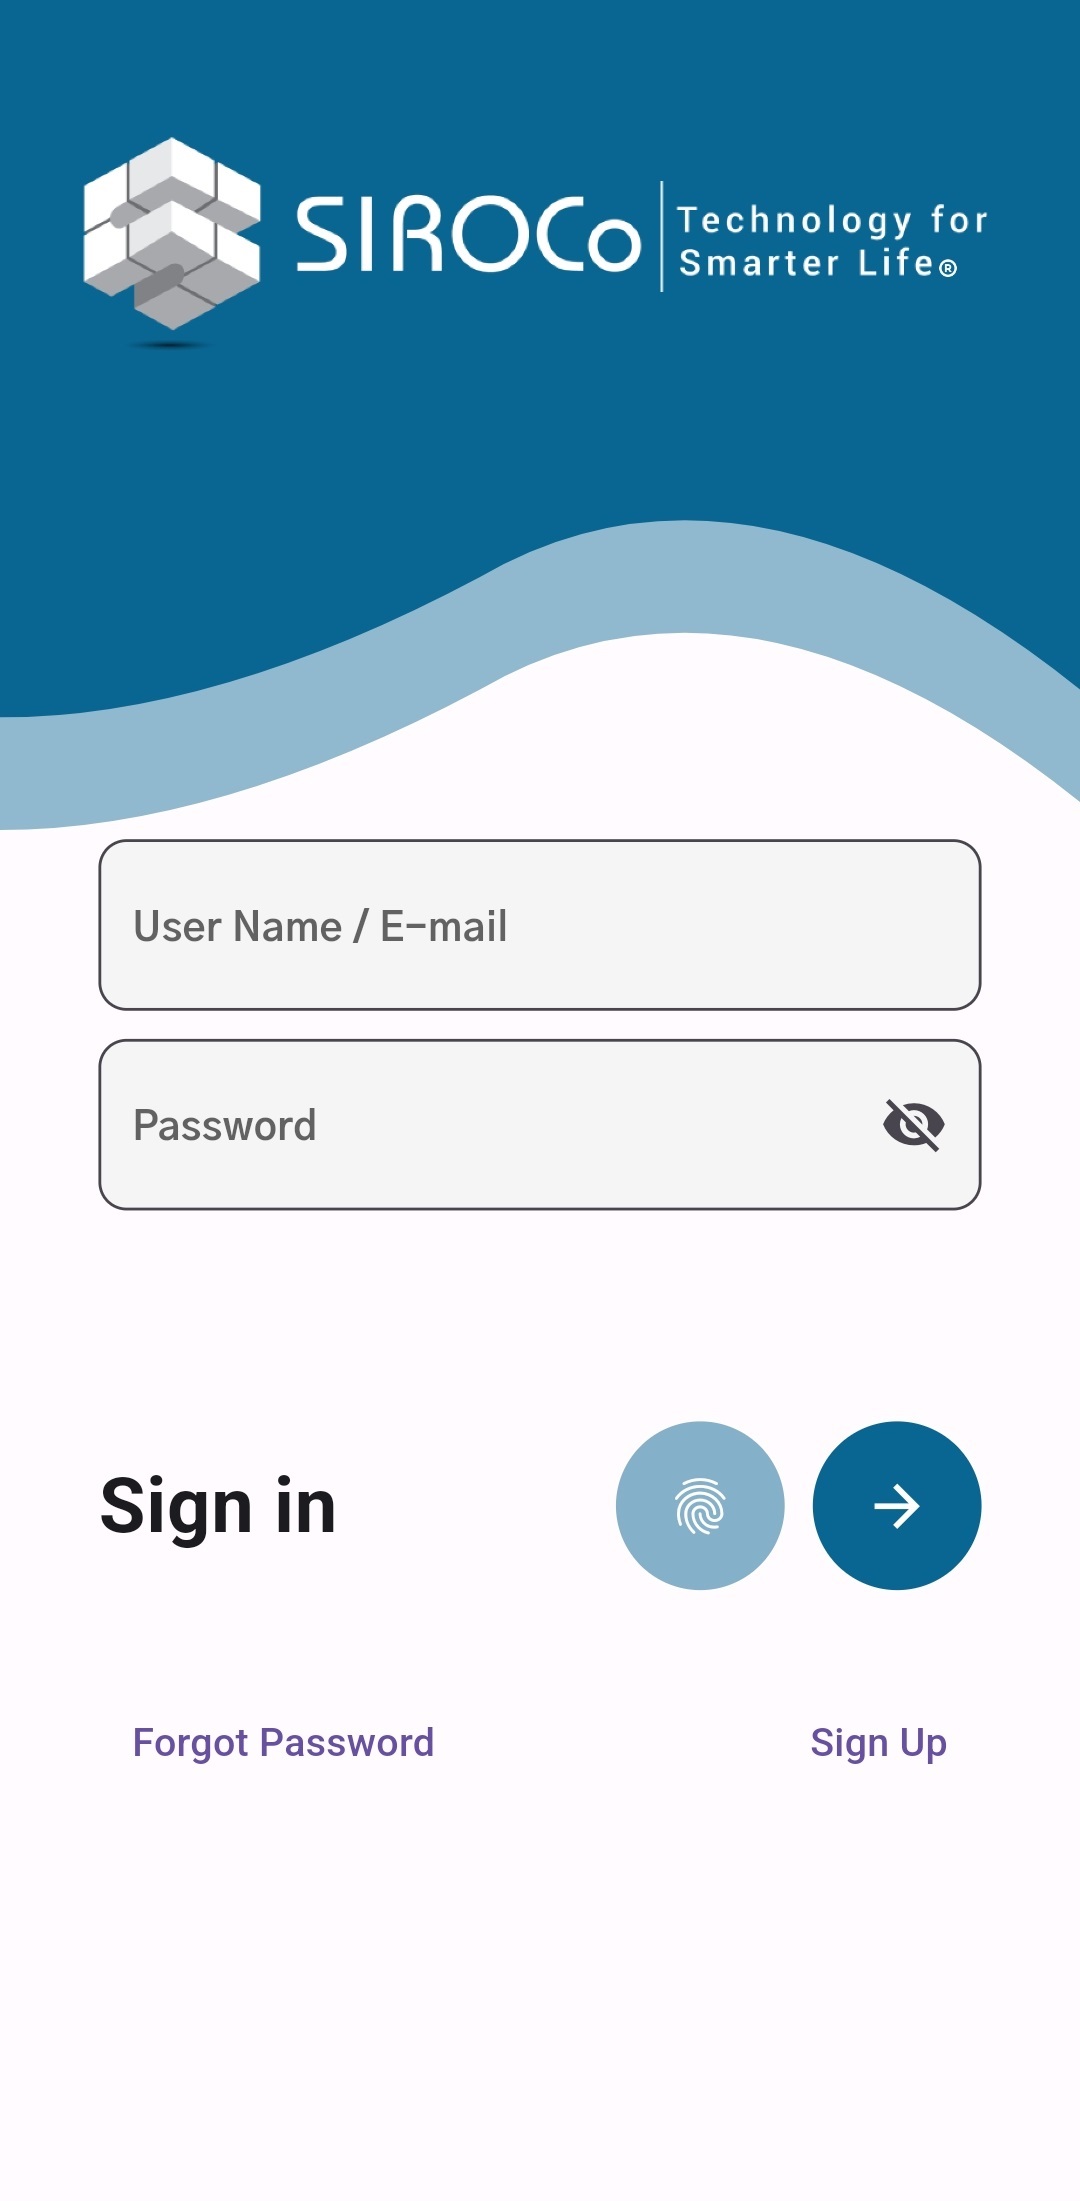 SIROCo
Technology for
Smarter Life®
User Name / E-mail
Password
Sign in
Forgot Password
Sign Up